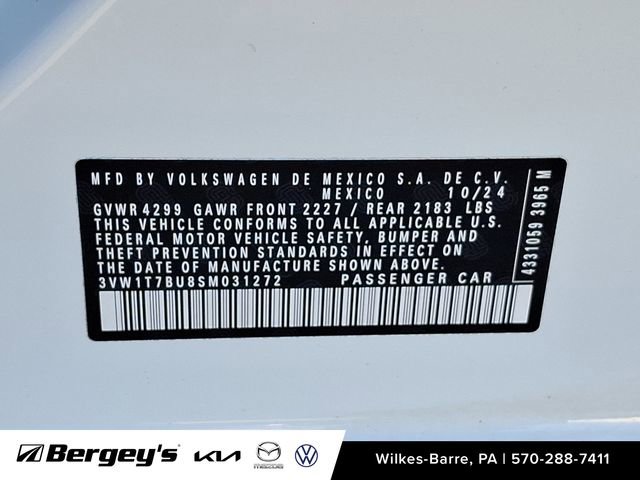 MFD BY VOLKSWAGEN DE MEXICO S.A. DE C.V.
MEXICO 10/24
GVWR 4299 GAWR FRONT 2227 / REAR 2183 LBS
THIS VEHICLE CONFORMS TO ALL APPLICABLE U.S.
FEDERAL MOTOR VEHICLE SAFETY, BUMPER AND
THEFT PREVENTION STANDARDS IN EFFECT ON
THE DATE OF MANUFACTURE SHOWN ABOVE.
3VW1T7BU8SM031272 PASSENGER CAR
4331059 3965 M
Bergey's KIA mazda VW
Wilkes-Barre, PA | 570-288-7411